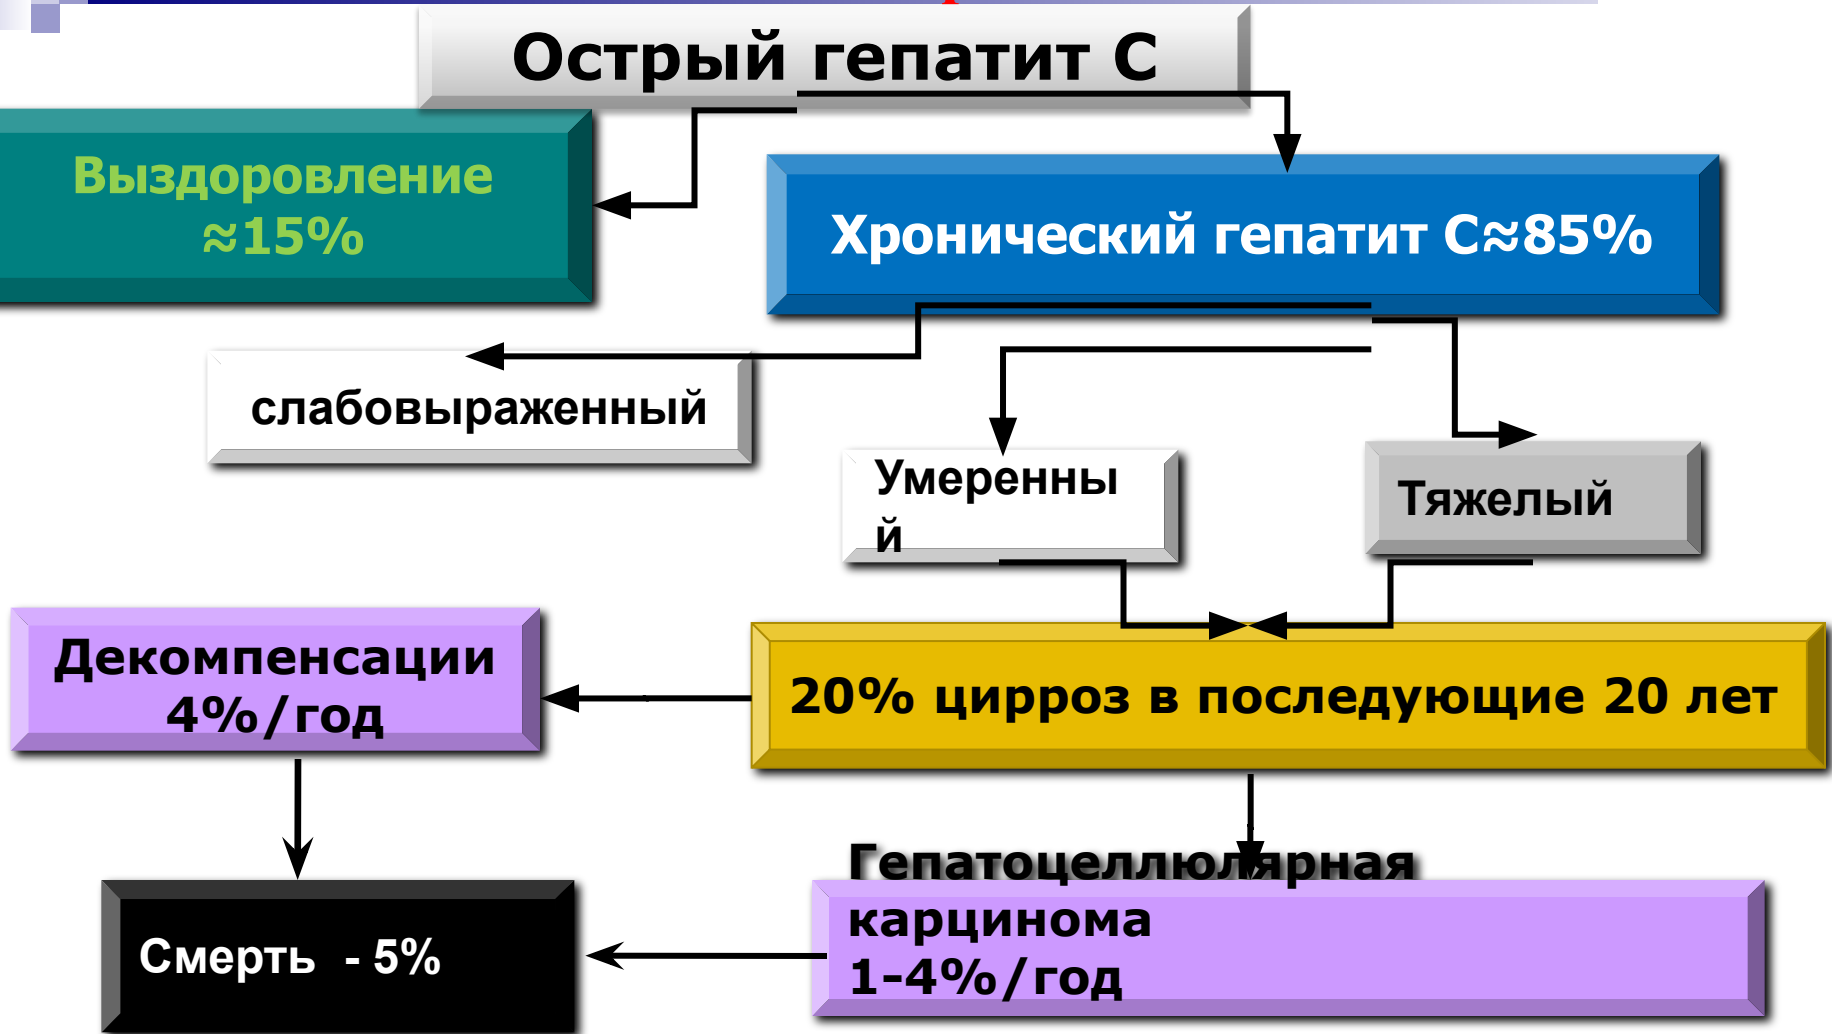 Острый гепатит С
Выздоровление
≈15%
Хронический гепатит С≈85%
слабовыраженный
Умеренны
й
Тяжелый
Декомпенсации
4%/год
20% цирроз в последующие 20 лет
Гепатоцеллюлярная
карцинома
1-4%/год
Смерть - 5%